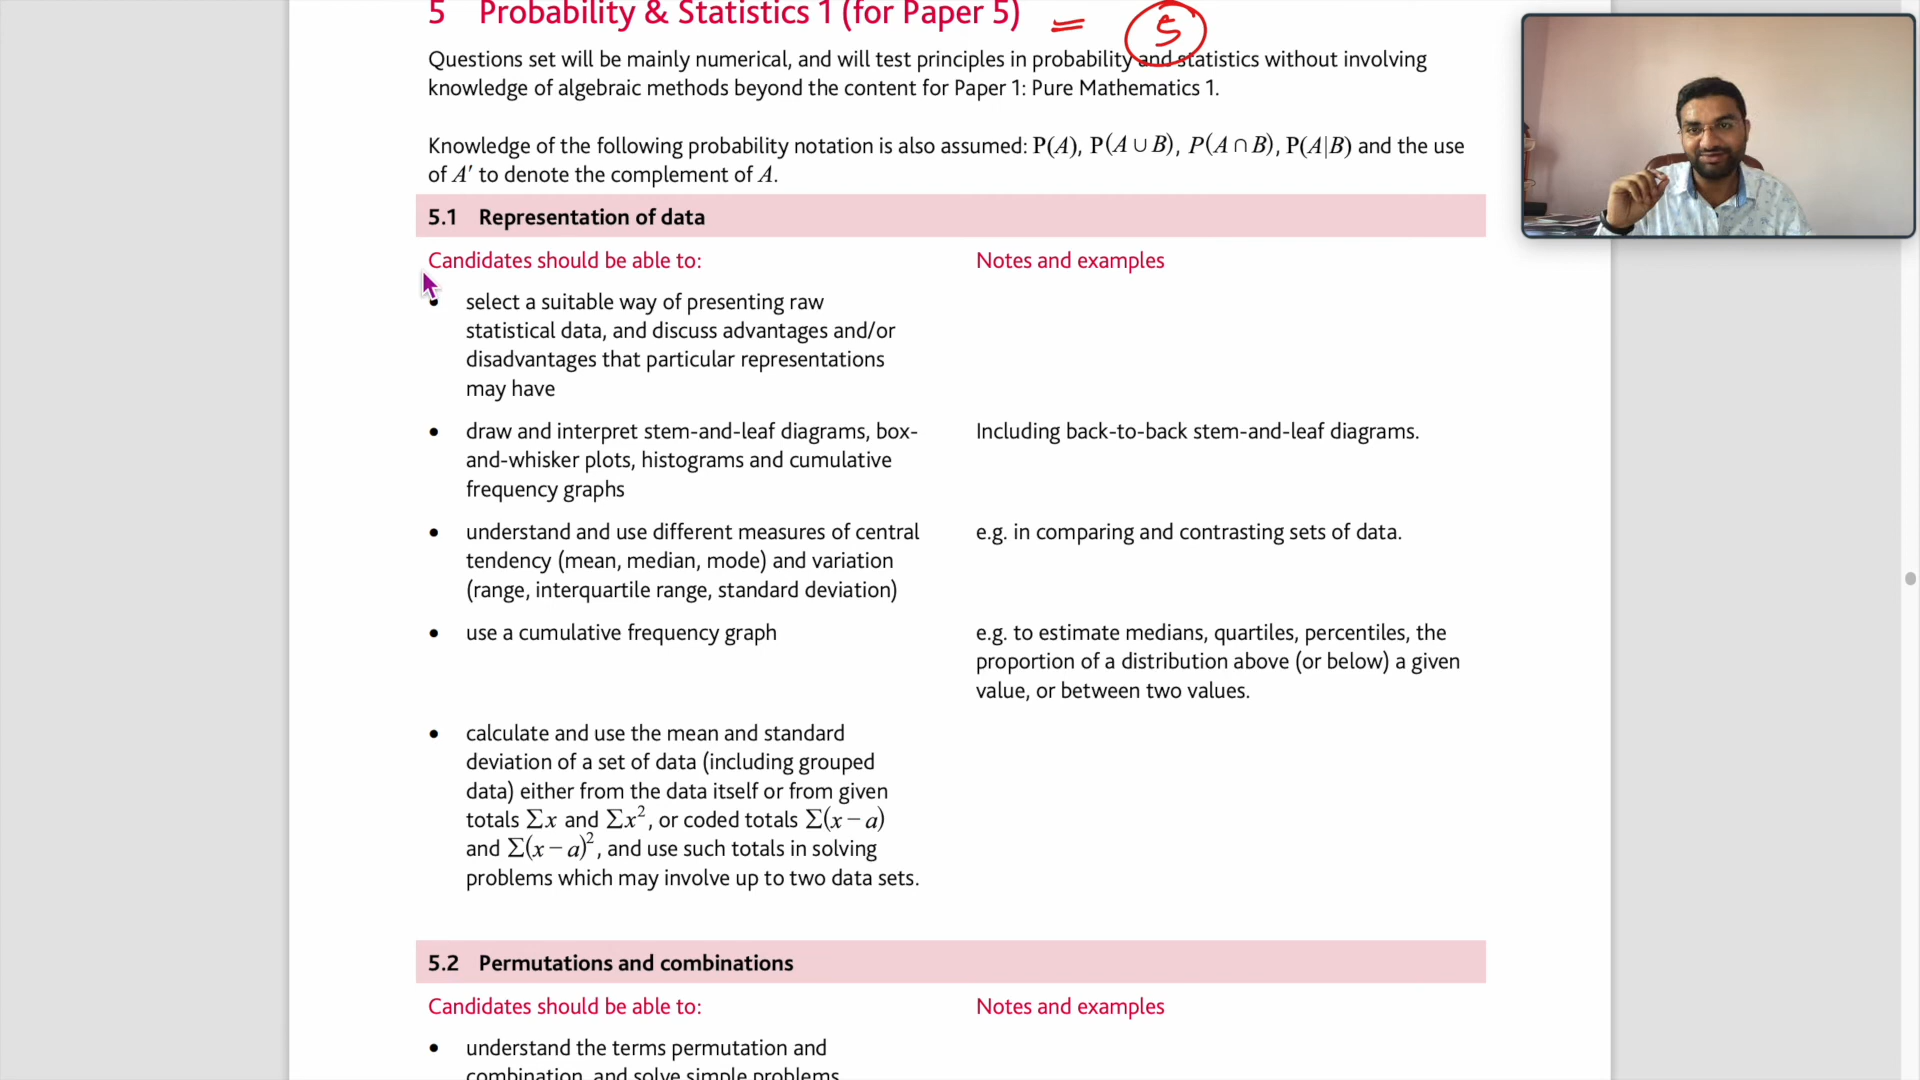 5 Probability & Statistics 1 (for Paper 5) = 5
Questions set will be mainly numerical, and will test principles in probability and statistics without involving
knowledge of algebraic methods beyond the content for Paper 1: Pure Mathematics 1.
Knowledge of the following probability notation is also assumed: P(A), P(A ∪ B), P(A ∩ B), P(A|B) and the use
of A′ to denote the complement of A.
5.1 Representation of data
Candidates should be able to:
Notes and examples
• select a suitable way of presenting raw
statistical data, and discuss advantages and/or
disadvantages that particular representations
may have
• draw and interpret stem-and-leaf diagrams, box-
and-whisker plots, histograms and cumulative
frequency graphs
Including back-to-back stem-and-leaf diagrams.
• understand and use different measures of central
tendency (mean, median, mode) and variation
(range, interquartile range, standard deviation)
e.g. in comparing and contrasting sets of data.
• use a cumulative frequency graph
e.g. to estimate medians, quartiles, percentiles, the
proportion of a distribution above (or below) a given
value, or between two values.
• calculate and use the mean and standard
deviation of a set of data (including grouped
data) either from the data itself or from given
totals Σx and Σx², or coded totals Σ(x − a)
and Σ(x − a)², and use such totals in solving
problems which may involve up to two data sets.
5.2 Permutations and combinations
Candidates should be able to:
Notes and examples
• understand the terms permutation and
combination, and solve simple problems